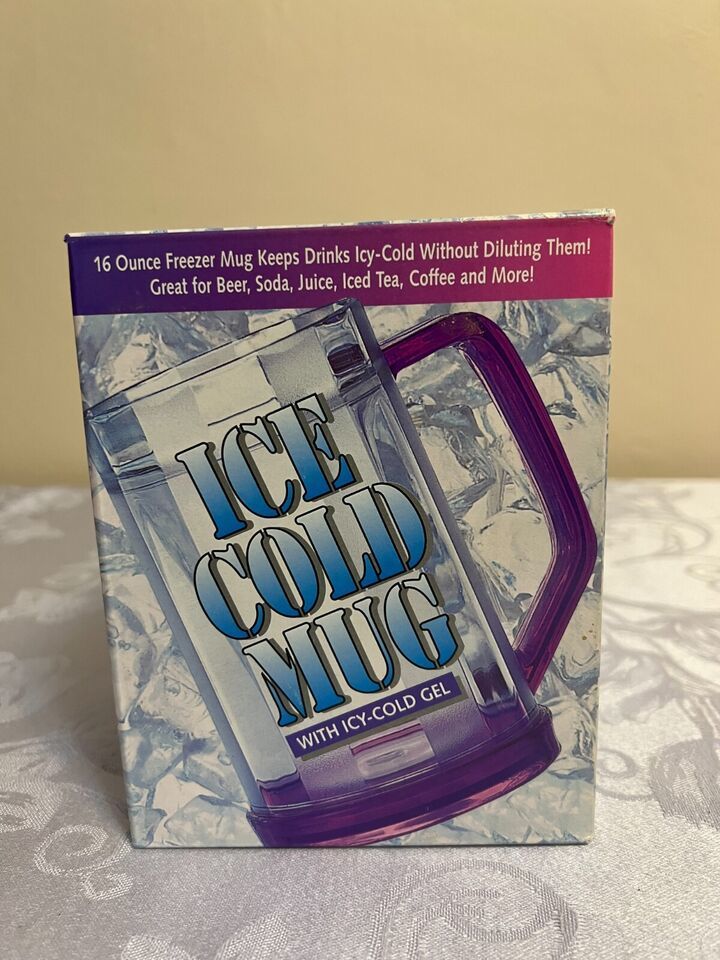 16 Ounce Freezer Mug Keeps Drinks Icy-Cold Without Diluting Them!
Great for Beer, Soda, Juice, Iced Tea, Coffee and More!
ICE
COLD
MUG
WITH ICY-COLD GEL